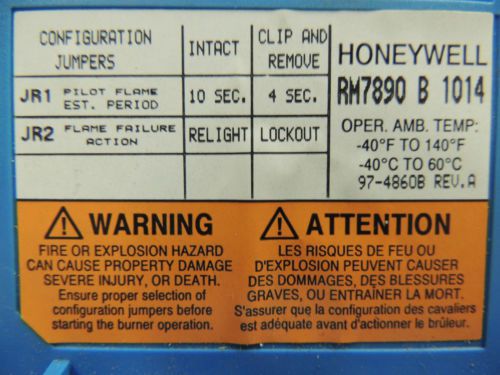 CONFIGURATION JUMPERS INTACT CLIP AND REMOVE
JR1 PILOT FLAME EST. PERIOD 10 SEC. 4 SEC.
JR2 FLAME FAILURE ACTION RELIGHT LOCKOUT
HONEYWELL
RM7890 B 1014
OPER. AMB. TEMP:
-40°F TO 140°F
-40°C TO 60°C
97-4860B REV.A
WARNING
FIRE OR EXPLOSION HAZARD
CAN CAUSE PROPERTY DAMAGE
SEVERE INJURY, OR DEATH.
Ensure proper selection of
configuration jumpers before
starting the burner operation.
ATTENTION
LES RISQUES DE FEU OU
D'EXPLOSION PEUVENT CAUSER
DES DOMMAGES, DES BLESSURES
GRAVES, OU ENTRAÎNER LA MORT.
S'assurer que la configuration des cavaliers
est adéquate avant d'actionner le brûleur.